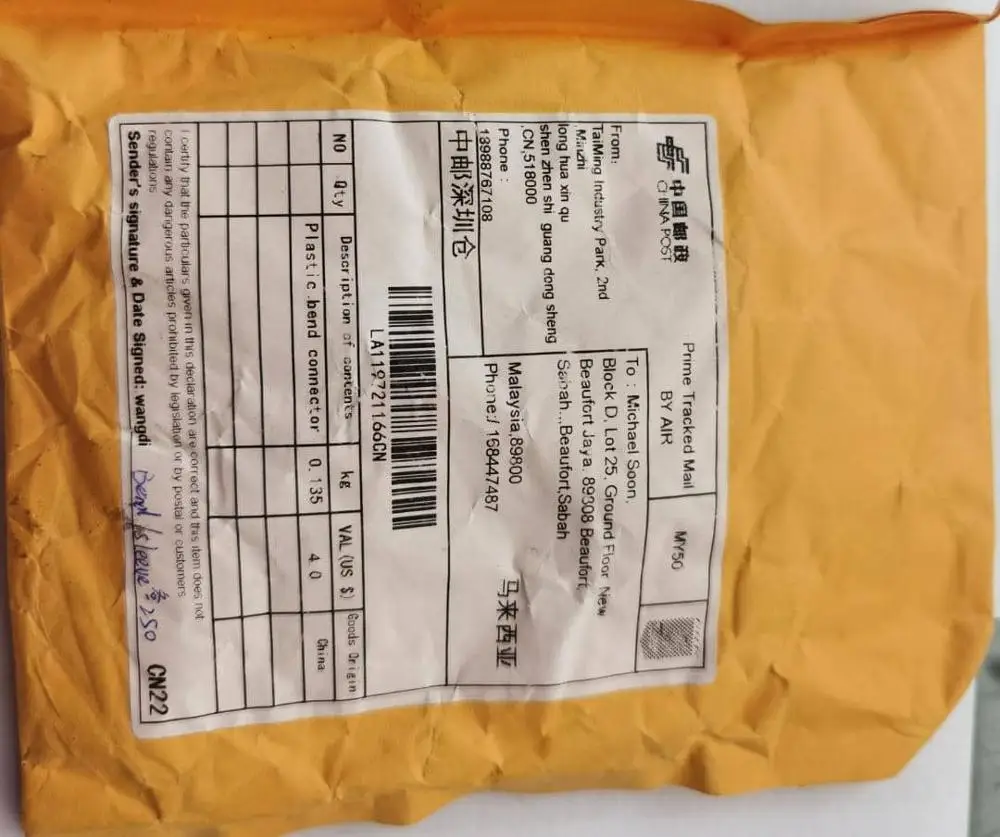 中国邮政
CHINA POST
Prime Tracked Mail
BY AIR
MY50
From:
TaiMing Industry Park, 2nd
,Minzhi
long hua xin qu
shen zhen shi guang dong sheng
,CN,518000
Phone :
13988767108
中邮深圳仓
To : Michael Soon,
Block D, Lot 25, Ground Floor New
Beaufort Jaya, 89308 Beaufort,
Sabah.,,Beaufort,Sabah
Malaysia,89800
Phone:/ 168447487
马来西亚
LA119721166CN
NO Qty Description of contents kg VAL (US $) Goods Origin
Plastic bend connector 0.135 4.0 China
I certify that the particulars given in this declaration are correct and this item does not
contain any dangerous articles prohibited by legislation or by postal or customers
regulations
Sender's signature & Date Signed: wangdi
250
CN22